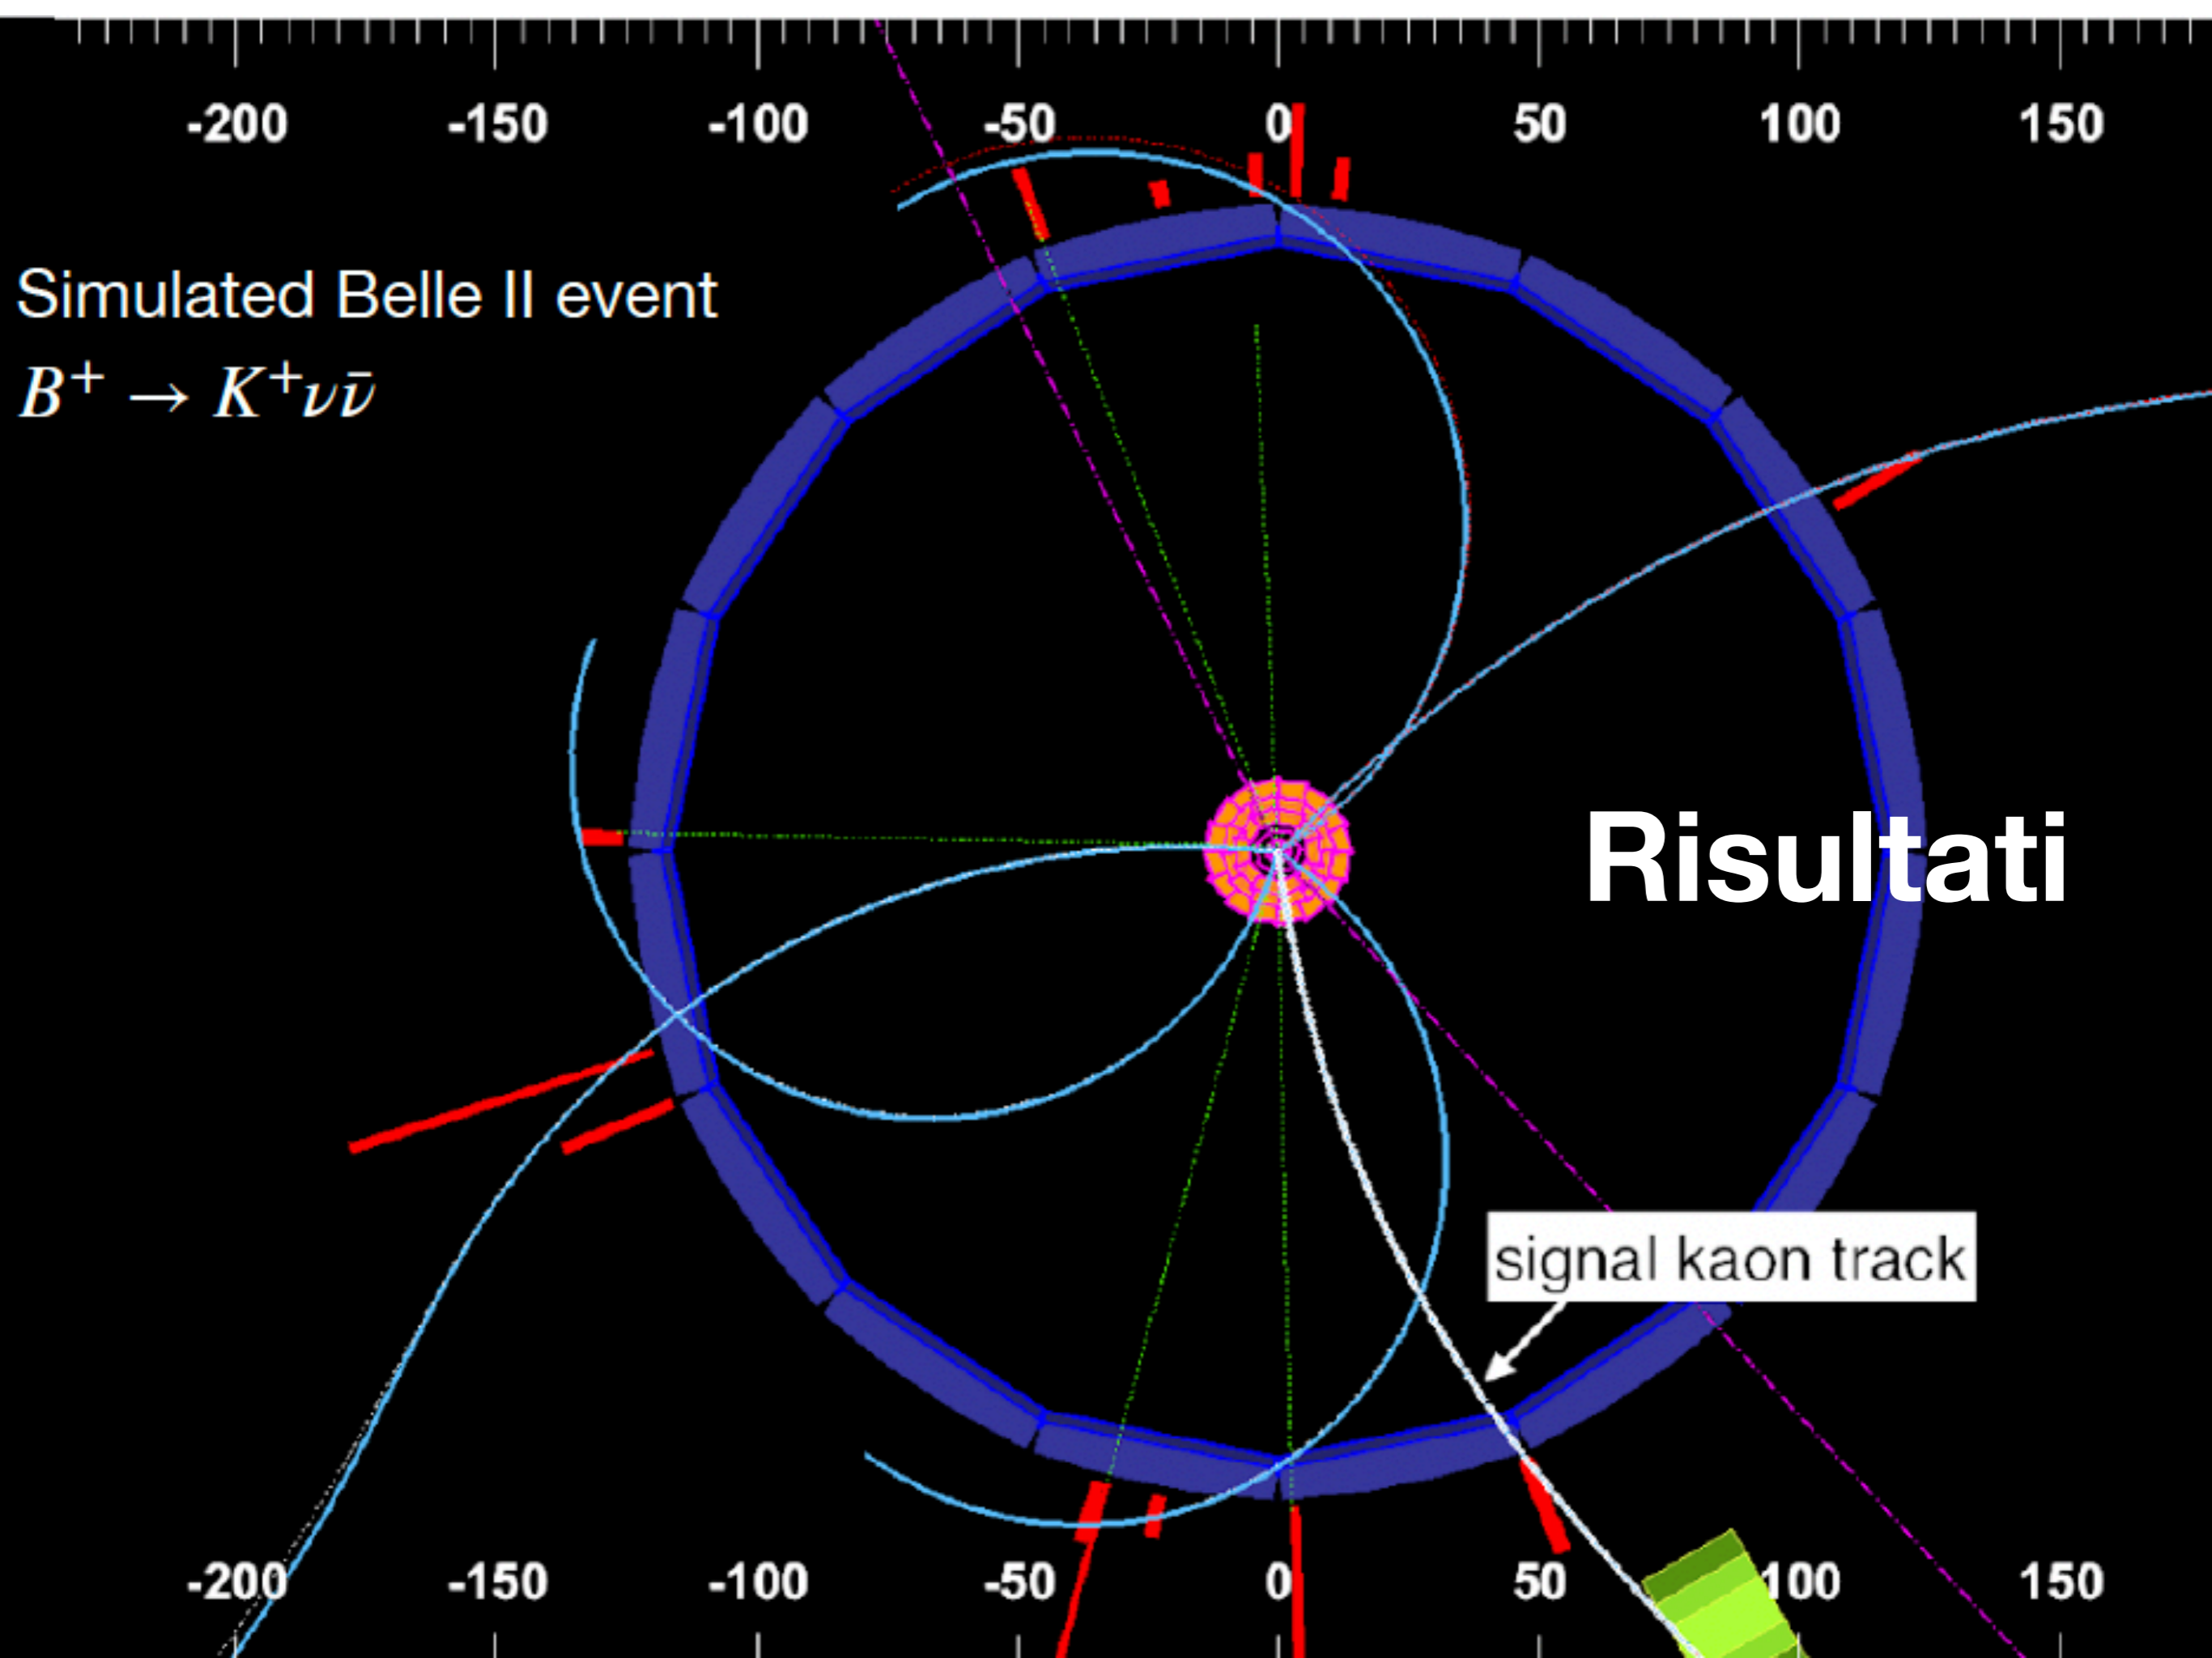 -200 -150 -100 -50 0 50 100 150
Simulated Belle II event
B⁺ → K⁺νν̄
Risultati
signal kaon track
-200 -150 -100 -50 0 50 100 150